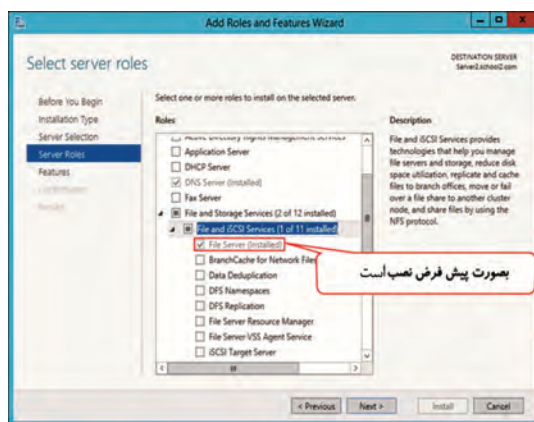 Add Roles and Features Wizard
Select server roles
DESTINATION SERVER
Server2.school2.com
Before You Begin
Installation Type
Server Selection
Server Roles
Features
Confirmation
Results
Select one or more roles to install on the selected server.
Roles
Active Directory Rights Management Services
Application Server
DHCP Server
DNS Server (Installed)
Fax Server
File and Storage Services (2 of 12 installed)
File and iSCSI Services (1 of 11 installed)
File Server (Installed)
BranchCache for Network Files
Data Deduplication
DFS Namespaces
DFS Replication
File Server Resource Manager
File Server VSS Agent Service
iSCSI Target Server
Description
File and iSCSI Services provides
technologies that help you manage
file servers and storage, reduce disk
space utilization, replicate and cache
files to branch offices, move or fail
over a file share to another cluster
node, and share files by using the
NFS protocol.
بصورت پیش فرض نصب است
< Previous
Next >
Install
Cancel